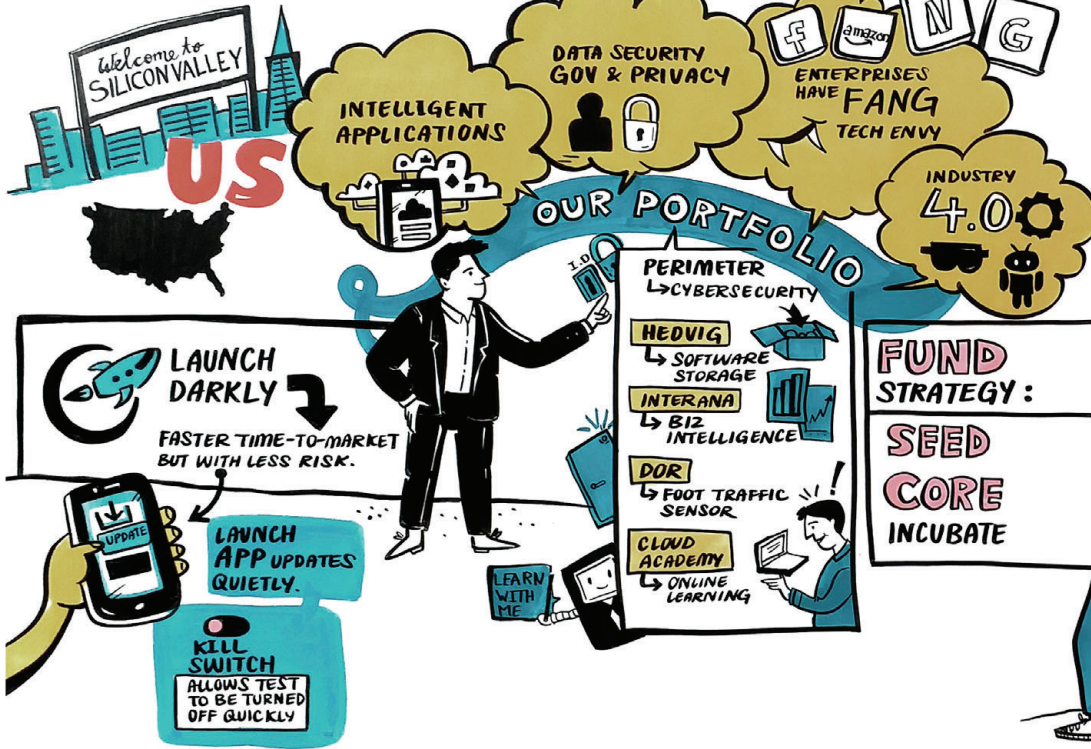 Welcome to
SILICON VALLEY
US
INTELLIGENT
APPLICATIONS
DATA SECURITY
GOV & PRIVACY
f
amazon
N
G
ENTERPRISES
HAVE FANG
TECH ENVY
INDUSTRY
4.0
OUR PORTFOLIO
I.D
PERIMETER
CYBERSECURITY
HEDVIG
SOFTWARE
STORAGE
INTERANA
BIZ
INTELLIGENCE
DOR
FOOT TRAFFIC
SENSOR
!
CLOUD
ACADEMY
ONLINE
LEARNING
LEARN
WITH
ME
LAUNCH
DARKLY
FASTER TIME-TO-MARKET
BUT WITH LESS RISK.
UPDATE
LAUNCH
APP UPDATES
QUIETLY.
KILL
SWITCH
ALLOWS TEST
TO BE TURNED
OFF QUICKLY
FUND
STRATEGY:
SEED
CORE
INCUBATE